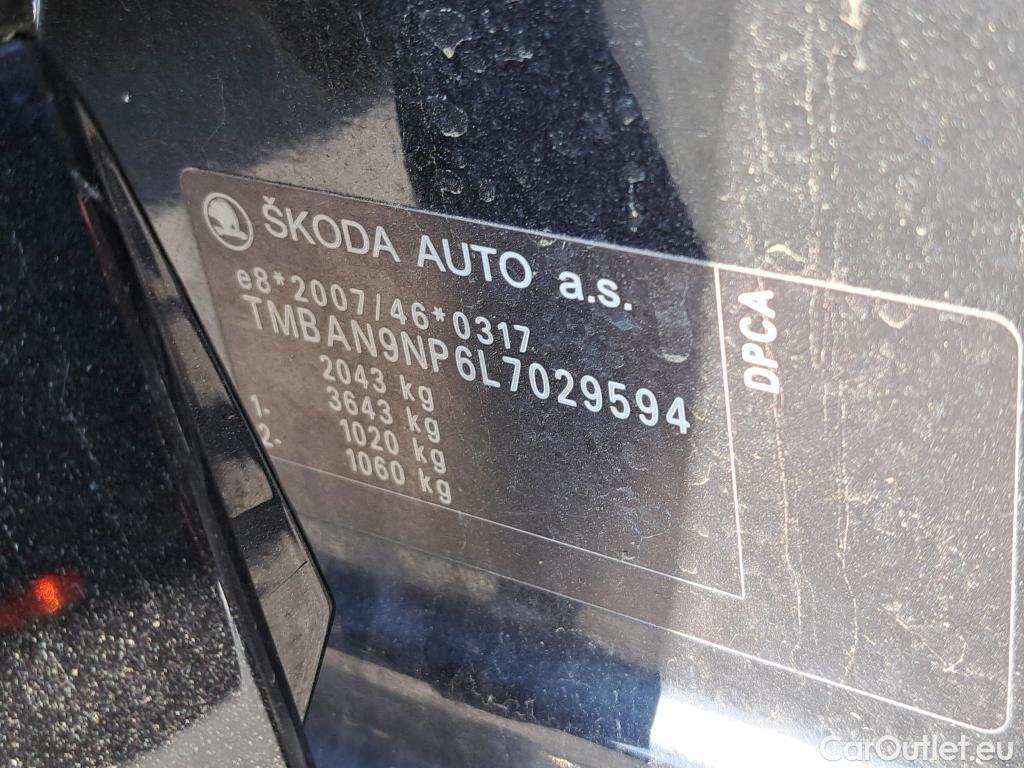 ŠKODA AUTO a.s.
e8*2007/46*0317
TMBAN9NP6L7029594
2043 kg
3643 kg
1. 1020 kg
2. 1060 kg
DPCA
CarOutlet.eu